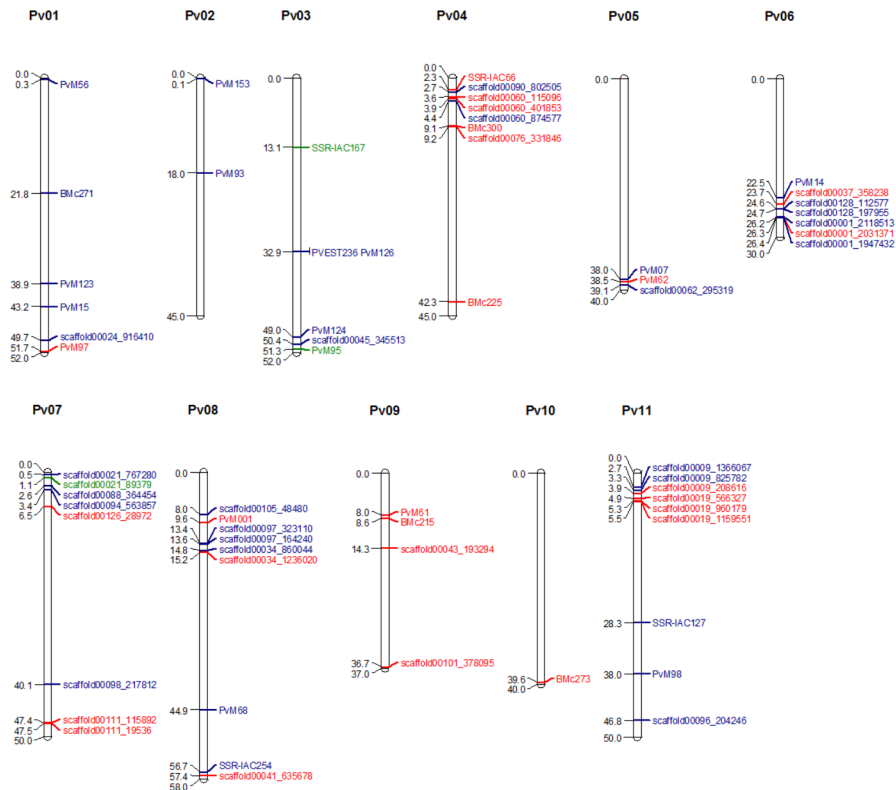 Pv01
0.0
0.3 PvM56
21.8 BMc271
38.9 PvM123
43.2 PvM15
49.7 scaffold00024_916410
51.7 PvM97
52.0
Pv02
0.0
0.1 PvM153
18.0 PvM93
45.0
Pv03
0.0
13.1 SSR-IAC167
32.9 PVEST236 PvM126
49.0 PvM124
50.4 scaffold00045_345513
51.3 PvM95
52.0
Pv04
0.0
2.3 SSR-IAC66
2.7 scaffold00090_802505
3.6 scaffold00060_115096
3.9 scaffold00060_401853
4.4 scaffold00060_874577
9.1 BMc300
9.2 scaffold00076_331846
42.3 BMc225
45.0
Pv05
0.0
38.0 PvM07
38.5 PvM62
39.1 scaffold00062_295319
40.0
Pv06
0.0
22.5 PvM14
23.7 scaffold00037_358238
24.6 scaffold00128_112577
24.7 scaffold00128_197955
26.2 scaffold00001_2118513
26.3 scaffold00001_2031371
26.4 scaffold00001_1947432
30.0
Pv07
0.0
0.5 scaffold00021_767280
1.1 scaffold00021_89379
2.6 scaffold00088_364454
3.4 scaffold00094_563857
6.5 scaffold00126_28972
40.1 scaffold00098_217812
47.4 scaffold00111_115892
47.5 scaffold00111_19536
50.0
Pv08
0.0
8.0 scaffold00105_48480
9.6 PvM001
13.4 scaffold00097_323110
13.6 scaffold00097_164240
14.8 scaffold00034_860044
15.2 scaffold00034_1236020
44.9 PvM68
56.7 SSR-IAC254
57.4 scaffold00041_635678
58.0
Pv09
0.0
8.0 PvM61
8.6 BMc215
14.3 scaffold00043_193294
36.7 scaffold00101_378095
37.0
Pv10
0.0
39.6 BMc273
40.0
Pv11
0.0
2.7 scaffold00009_1366067
3.3 scaffold00009_825782
3.9 scaffold00009_208616
4.9 scaffold00019_566327
5.3 scaffold00019_960179
5.5 scaffold00019_1159551
28.3 SSR-IAC127
38.0 PvM98
46.8 scaffold00096_204246
50.0